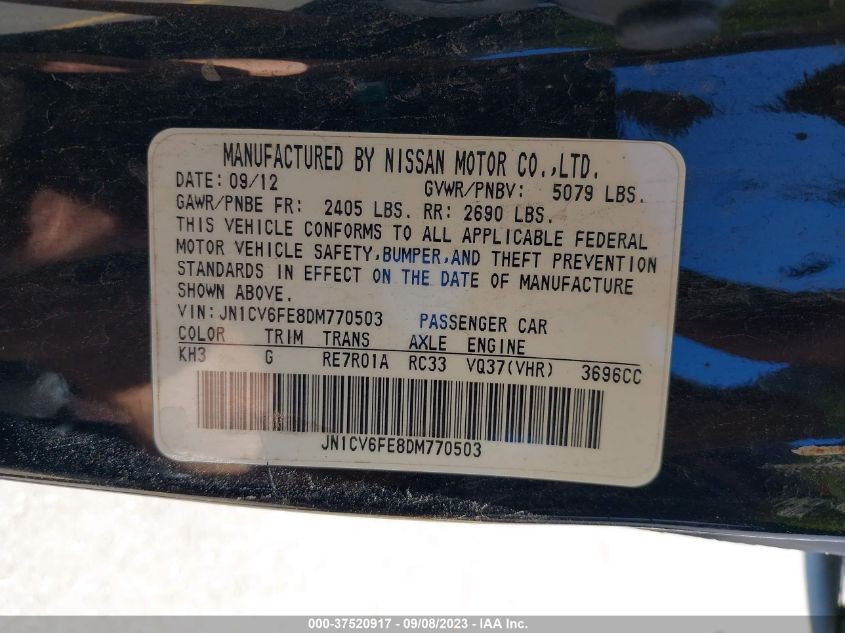 MANUFACTURED BY NISSAN MOTOR CO.,LTD.
DATE: 09/12 GVWR/PNBV: 5079 LBS.
GAWR/PNBE FR: 2405 LBS. RR: 2690 LBS.
THIS VEHICLE CONFORMS TO ALL APPLICABLE FEDERAL
MOTOR VEHICLE SAFETY,BUMPER,AND THEFT PREVENTION
STANDARDS IN EFFECT ON THE DATE OF MANUFACTURE
SHOWN ABOVE.
VIN:JN1CV6FE8DM770503 PASSENGER CAR
COLOR TRIM TRANS AXLE ENGINE
KH3 G RE7R01A RC33 VQ37(VHR) 3696CC
JN1CV6FE8DM770503
000-37520917 - 09/08/2023 - IAA Inc.